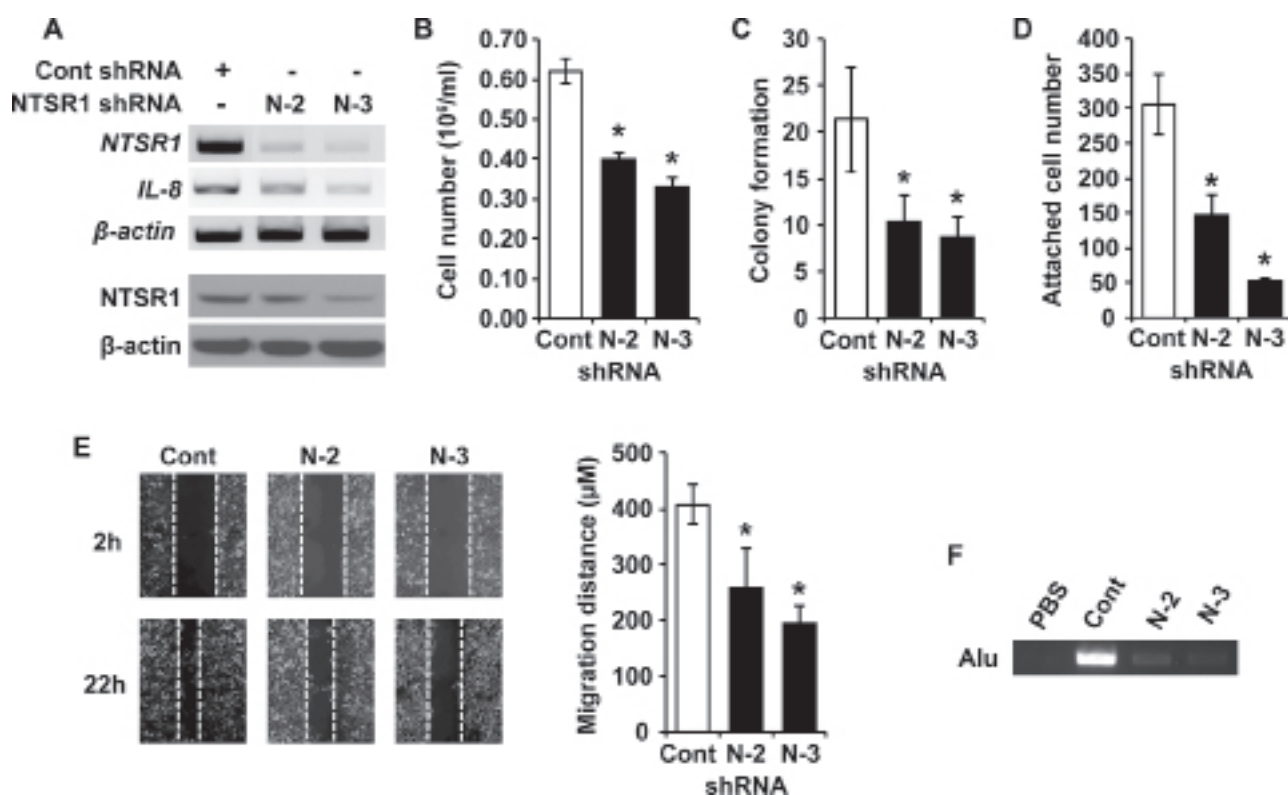 A
Cont shRNA + - -
NTSR1 shRNA - N-2 N-3
NTSR1
IL-8
β-actin
NTSR1
β-actin
B
Cell number (10⁶/ml)
0.70
0.60
0.50
0.40
0.30
0.20
0.10
0.00
*
*
Cont N-2 N-3
shRNA
C
Colony formation
30
25
20
15
10
5
0
*
*
Cont N-2 N-3
shRNA
D
Attached cell number
400
350
300
250
200
150
100
50
0
*
*
Cont N-2 N-3
shRNA
E
Cont N-2 N-3
2h
22h
Migration distance (µM)
500
400
300
200
100
0
*
*
Cont N-2 N-3
shRNA
F
PBS Cont N-2 N-3
Alu